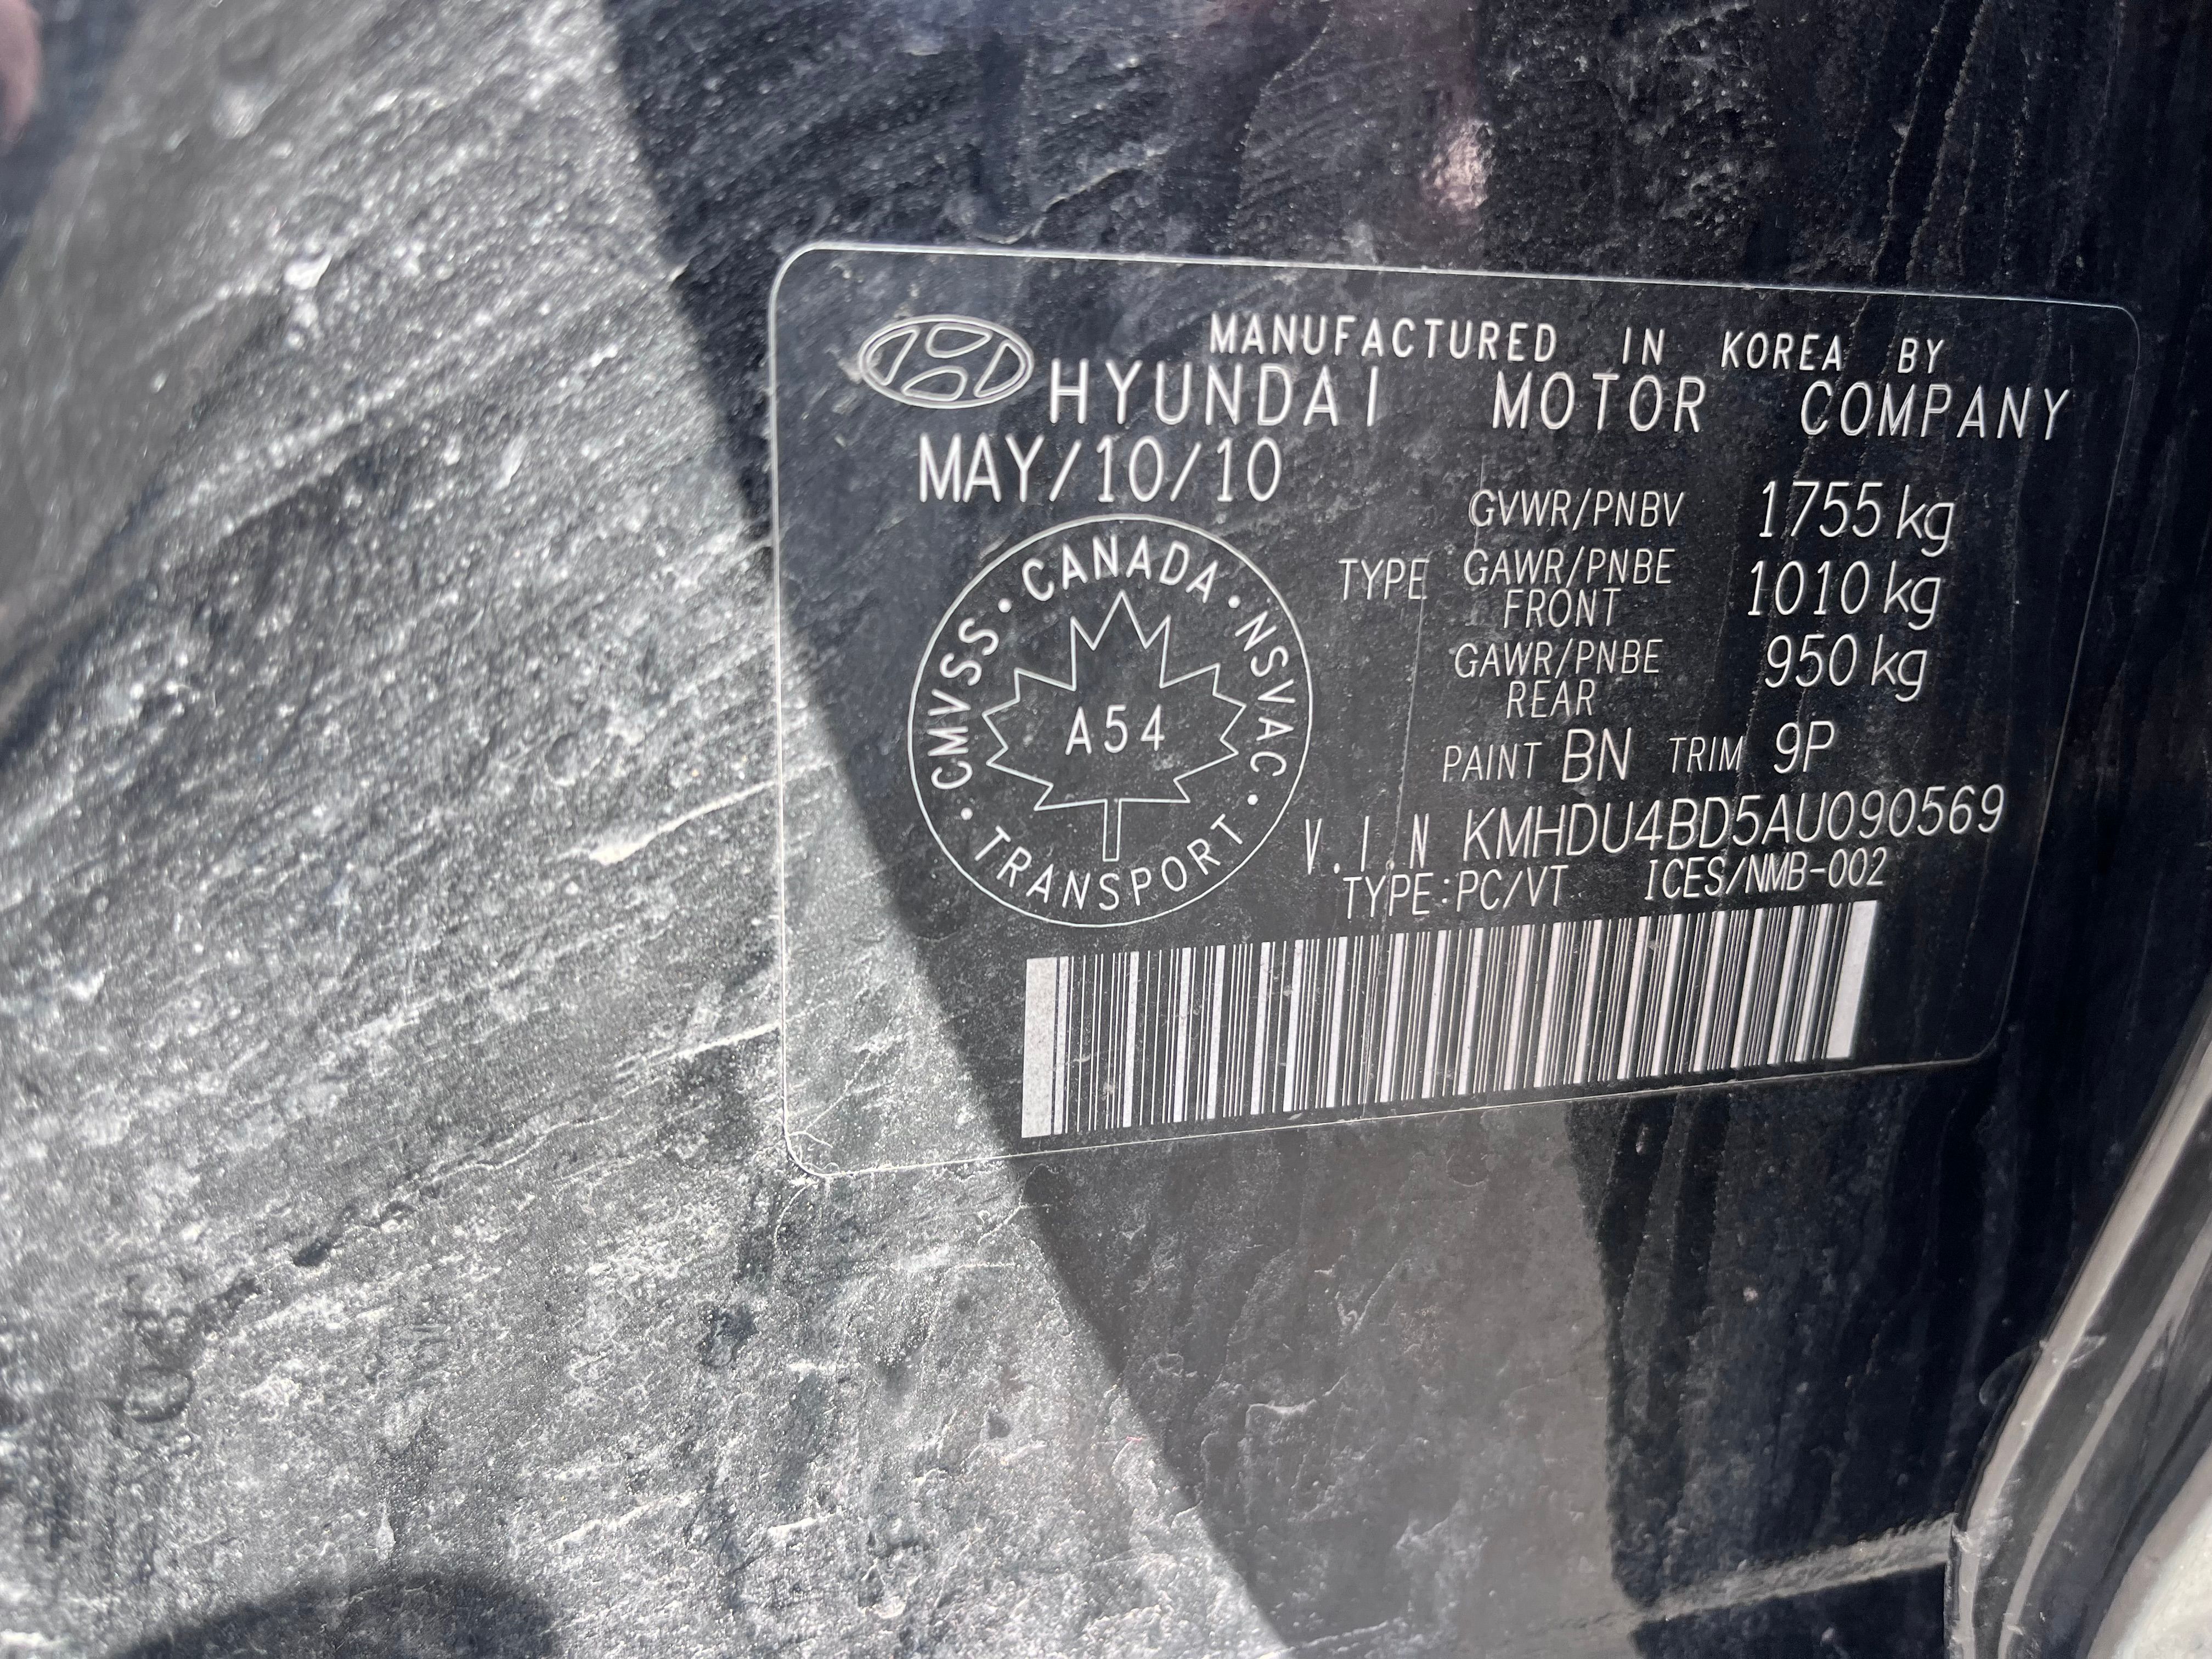 MANUFACTURED IN KOREA BY
HYUNDAI MOTOR COMPANY
MAY/10/10
CMVSS · CANADA · NSVAC · TRANSPORT ·
A54
GVWR/PNBV 1755 kg
TYPE GAWR/PNBE FRONT 1010 kg
GAWR/PNBE REAR 950 kg
PAINT BN TRIM 9P
V.I.N KMHDU4BD5AU090569
TYPE:PC/VT ICES/NMB-002